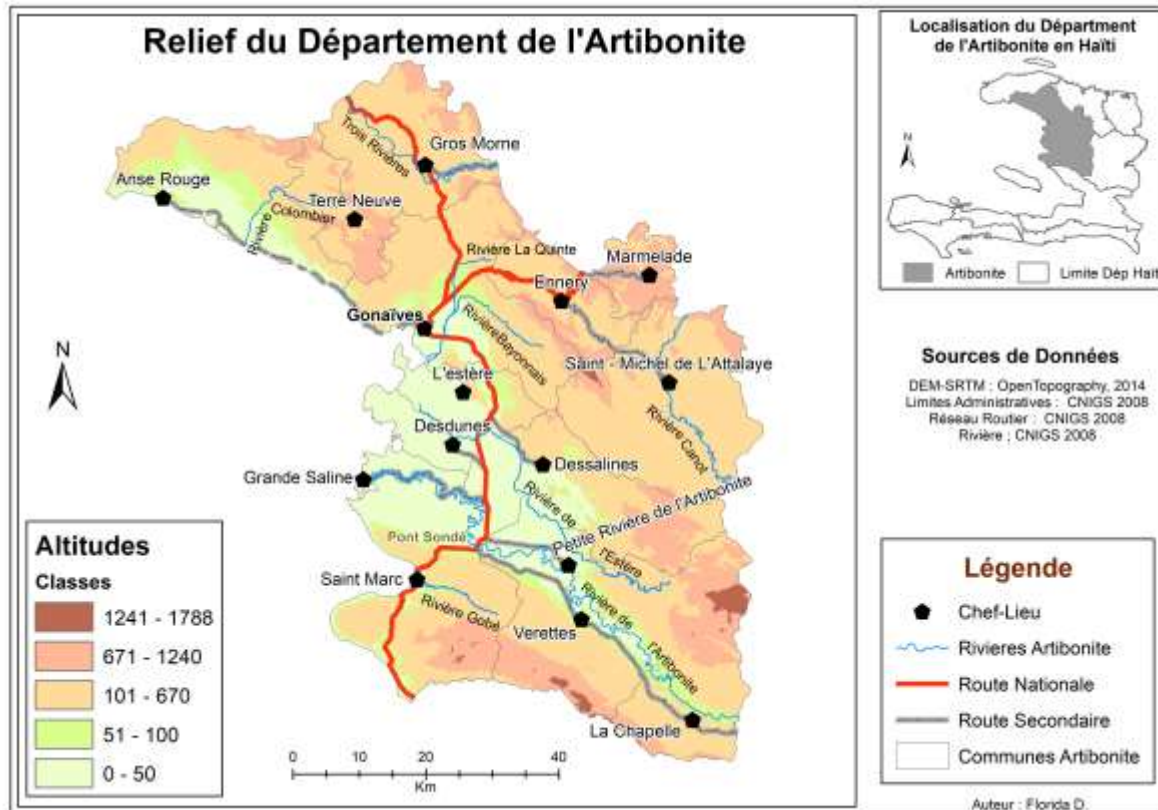 Relief du Département de l'Artibonite
Trois Rivières
Gros Morne
Anse Rouge
Terre Neuve
Colombier
Rivière
Rivière La Quinte
Marmelade
Ennery
Gonaïves
Rivière Bayonnais
Saint - Michel de L'Attalaye
L'estère
Desdunes
Rivière Canot
Grande Saline
Dessalines
Rivière de
l'Estère
Petite Rivière de l'Artibonite
Pont Sondé
Saint Marc
Rivière Gobé
Verettes
Rivière de
l'Artibonite
La Chapelle
N
Altitudes
Classes
1241 - 1788
671 - 1240
101 - 670
51 - 100
0 - 50
0 10 20 40 60 80
Km
Localisation du Départment
de l'Artibonite en Haïti
N
Artibonite
Limite Dép Haït
Sources de Données
DEM-SRTM : OpenTopography, 2014
Limites Administratives : CNIGS 2008
Réseau Routier : CNIGS 2008
Rivière ; CNIGS 2008
Légende
Chef-Lieu
Rivieres Artibonite
Route Nationale
Route Secondaire
Communes Artibonite
Auteur : Florida D.